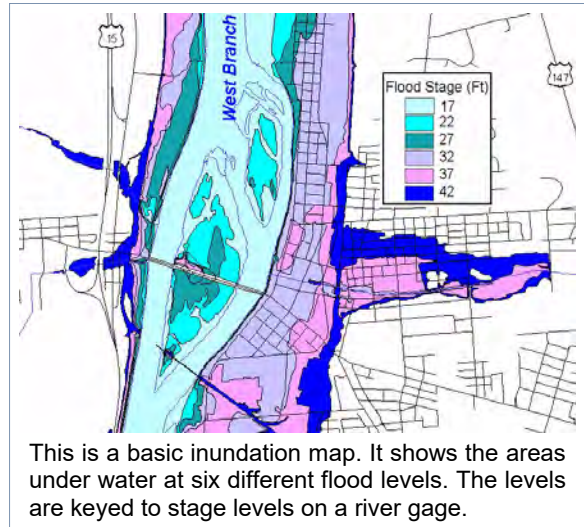 15
West Branch
147
Flood Stage (Ft)
17
22
27
32
37
42
This is a basic inundation map. It shows the areas
under water at six different flood levels. The levels
are keyed to stage levels on a river gage.